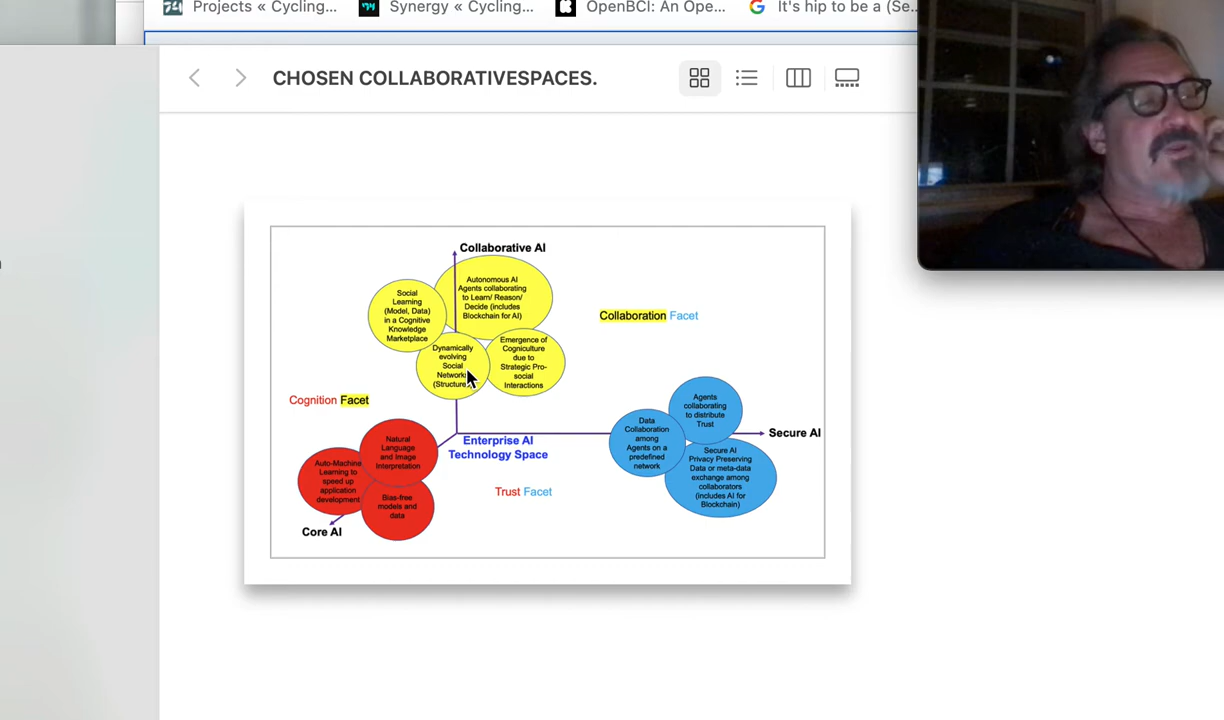 Projects « Cycling...
Synergy « Cycling...
OpenBCI: An Ope...
It's hip to be a (Se...
CHOSEN COLLABORATIVESPACES.
Collaborative AI
Autonomous AI
Agents collaborating
to Learn/ Reason/
Decide (includes
Blockchain for AI)
Social
Learning
(Model, Data)
in a Cognitive
Knowledge
Marketplace
Collaboration Facet
Dynamically
evolving
Social
Network
(Structure
Emergence of
Cogniculture
due to
Strategic Pro-
social
Interactions
Cognition Facet
Agents
collaborating
to distribute
Trust
Data
Collaboration
among
Agents on a
predefined
network
Secure AI
Enterprise AI
Technology Space
Natural
Language
and Image
Interpretation
Secure AI
Privacy Preserving
Data or meta-data
exchange among
collaborators
(includes AI for
Blockchain)
Auto-Machine
Learning to
speed up
application
development
Bias-free
models and
data
Trust Facet
Core AI